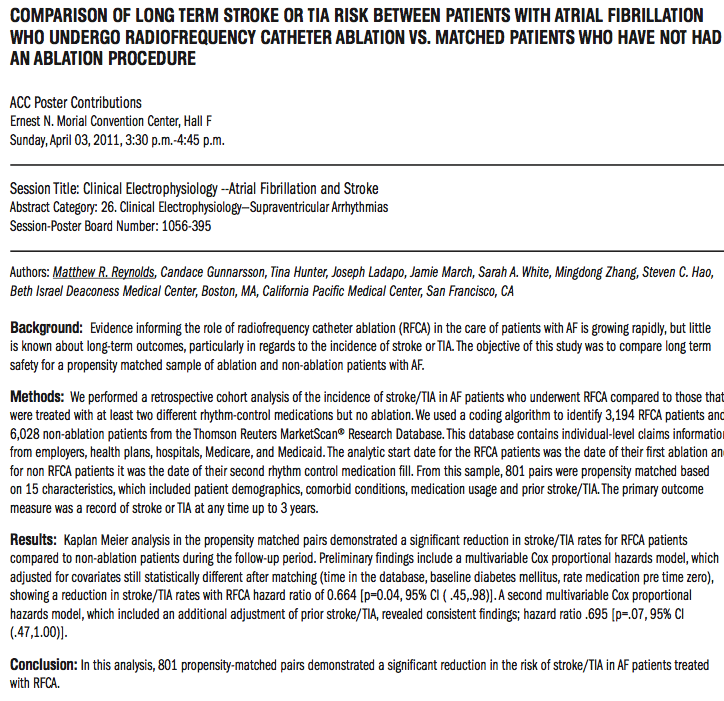 COMPARISON OF LONG TERM STROKE OR TIA RISK BETWEEN PATIENTS WITH ATRIAL FIBRILLATION
WHO UNDERGO RADIOFREQUENCY CATHETER ABLATION VS. MATCHED PATIENTS WHO HAVE NOT HAD
AN ABLATION PROCEDURE
ACC Poster Contributions
Ernest N. Morial Convention Center, Hall F
Sunday, April 03, 2011, 3:30 p.m.-4:45 p.m.
Session Title: Clinical Electrophysiology --Atrial Fibrillation and Stroke
Abstract Category: 26. Clinical Electrophysiology—Supraventricular Arrhythmias
Session-Poster Board Number: 1056-395
Authors: Matthew R. Reynolds, Candace Gunnarsson, Tina Hunter, Joseph Ladapo, Jamie March, Sarah A. White, Mingdong Zhang, Steven C. Hao,
Beth Israel Deaconess Medical Center, Boston, MA, California Pacific Medical Center, San Francisco, CA
Background: Evidence informing the role of radiofrequency catheter ablation (RFCA) in the care of patients with AF is growing rapidly, but little
is known about long-term outcomes, particularly in regards to the incidence of stroke or TIA. The objective of this study was to compare long term
safety for a propensity matched sample of ablation and non-ablation patients with AF.
Methods: We performed a retrospective cohort analysis of the incidence of stroke/TIA in AF patients who underwent RFCA compared to those that
were treated with at least two different rhythm-control medications but no ablation. We used a coding algorithm to identify 3,194 RFCA patients and
6,028 non-ablation patients from the Thomson Reuters MarketScan® Research Database. This database contains individual-level claims information
from employers, health plans, hospitals, Medicare, and Medicaid. The analytic start date for the RFCA patients was the date of their first ablation an
for non RFCA patients it was the date of their second rhythm control medication fill. From this sample, 801 pairs were propensity matched based
on 15 characteristics, which included patient demographics, comorbid conditions, medication usage and prior stroke/TIA. The primary outcome
measure was a record of stroke or TIA at any time up to 3 years.
Results: Kaplan Meier analysis in the propensity matched pairs demonstrated a significant reduction in stroke/TIA rates for RFCA patients
compared to non-ablation patients during the follow-up period. Preliminary findings include a multivariable Cox proportional hazards model, which
adjusted for covariates still statistically different after matching (time in the database, baseline diabetes mellitus, rate medication pre time zero),
showing a reduction in stroke/TIA rates with RFCA hazard ratio of 0.664 [p=0.04, 95% CI ( .45,.98)]. A second multivariable Cox proportional
hazards model, which included an additional adjustment of prior stroke/TIA, revealed consistent findings; hazard ratio .695 [p=.07, 95% CI
(.47,1.00)].
Conclusion: In this analysis, 801 propensity-matched pairs demonstrated a significant reduction in the risk of stroke/TIA in AF patients treated
with RFCA.